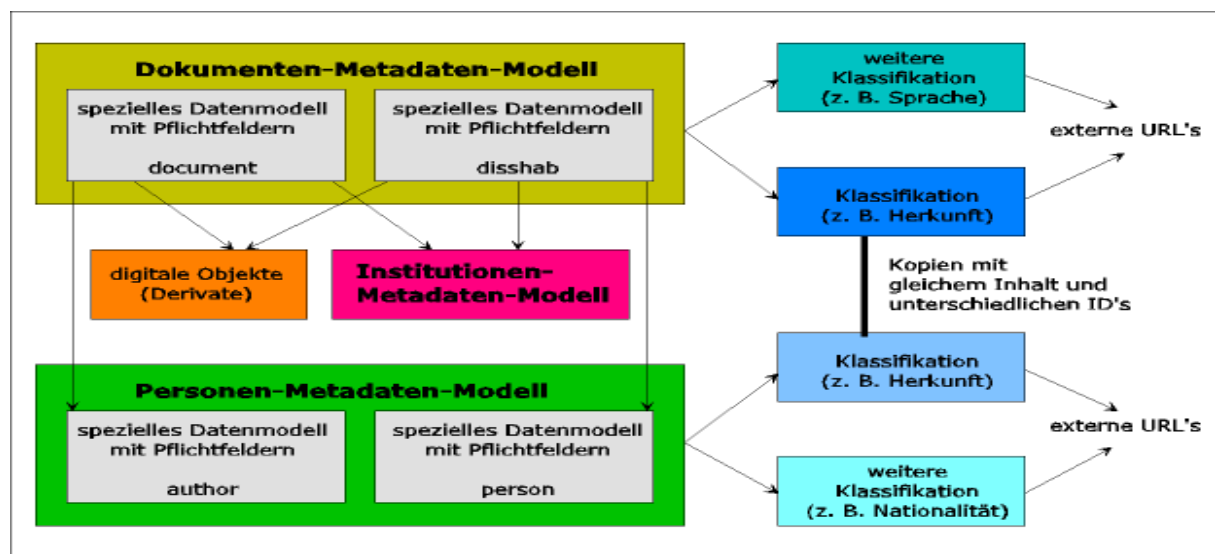 Dokumenten-Metadaten-Modell
spezielles Datenmodell
mit Pflichtfeldern
document
spezielles Datenmodell
mit Pflichtfeldern
disshab
digitale Objekte
(Derivate)
Institutionen-
Metadaten-Modell
Personen-Metadaten-Modell
spezielles Datenmodell
mit Pflichtfeldern
author
spezielles Datenmodell
mit Pflichtfeldern
person
weitere
Klassifikation
(z. B. Sprache)
externe URL's
Klassifikation
(z. B. Herkunft)
Kopien mit
gleichem Inhalt und
unterschiedlichen ID's
Klassifikation
(z. B. Herkunft)
externe URL's
weitere
Klassifikation
(z. B. Nationalität)